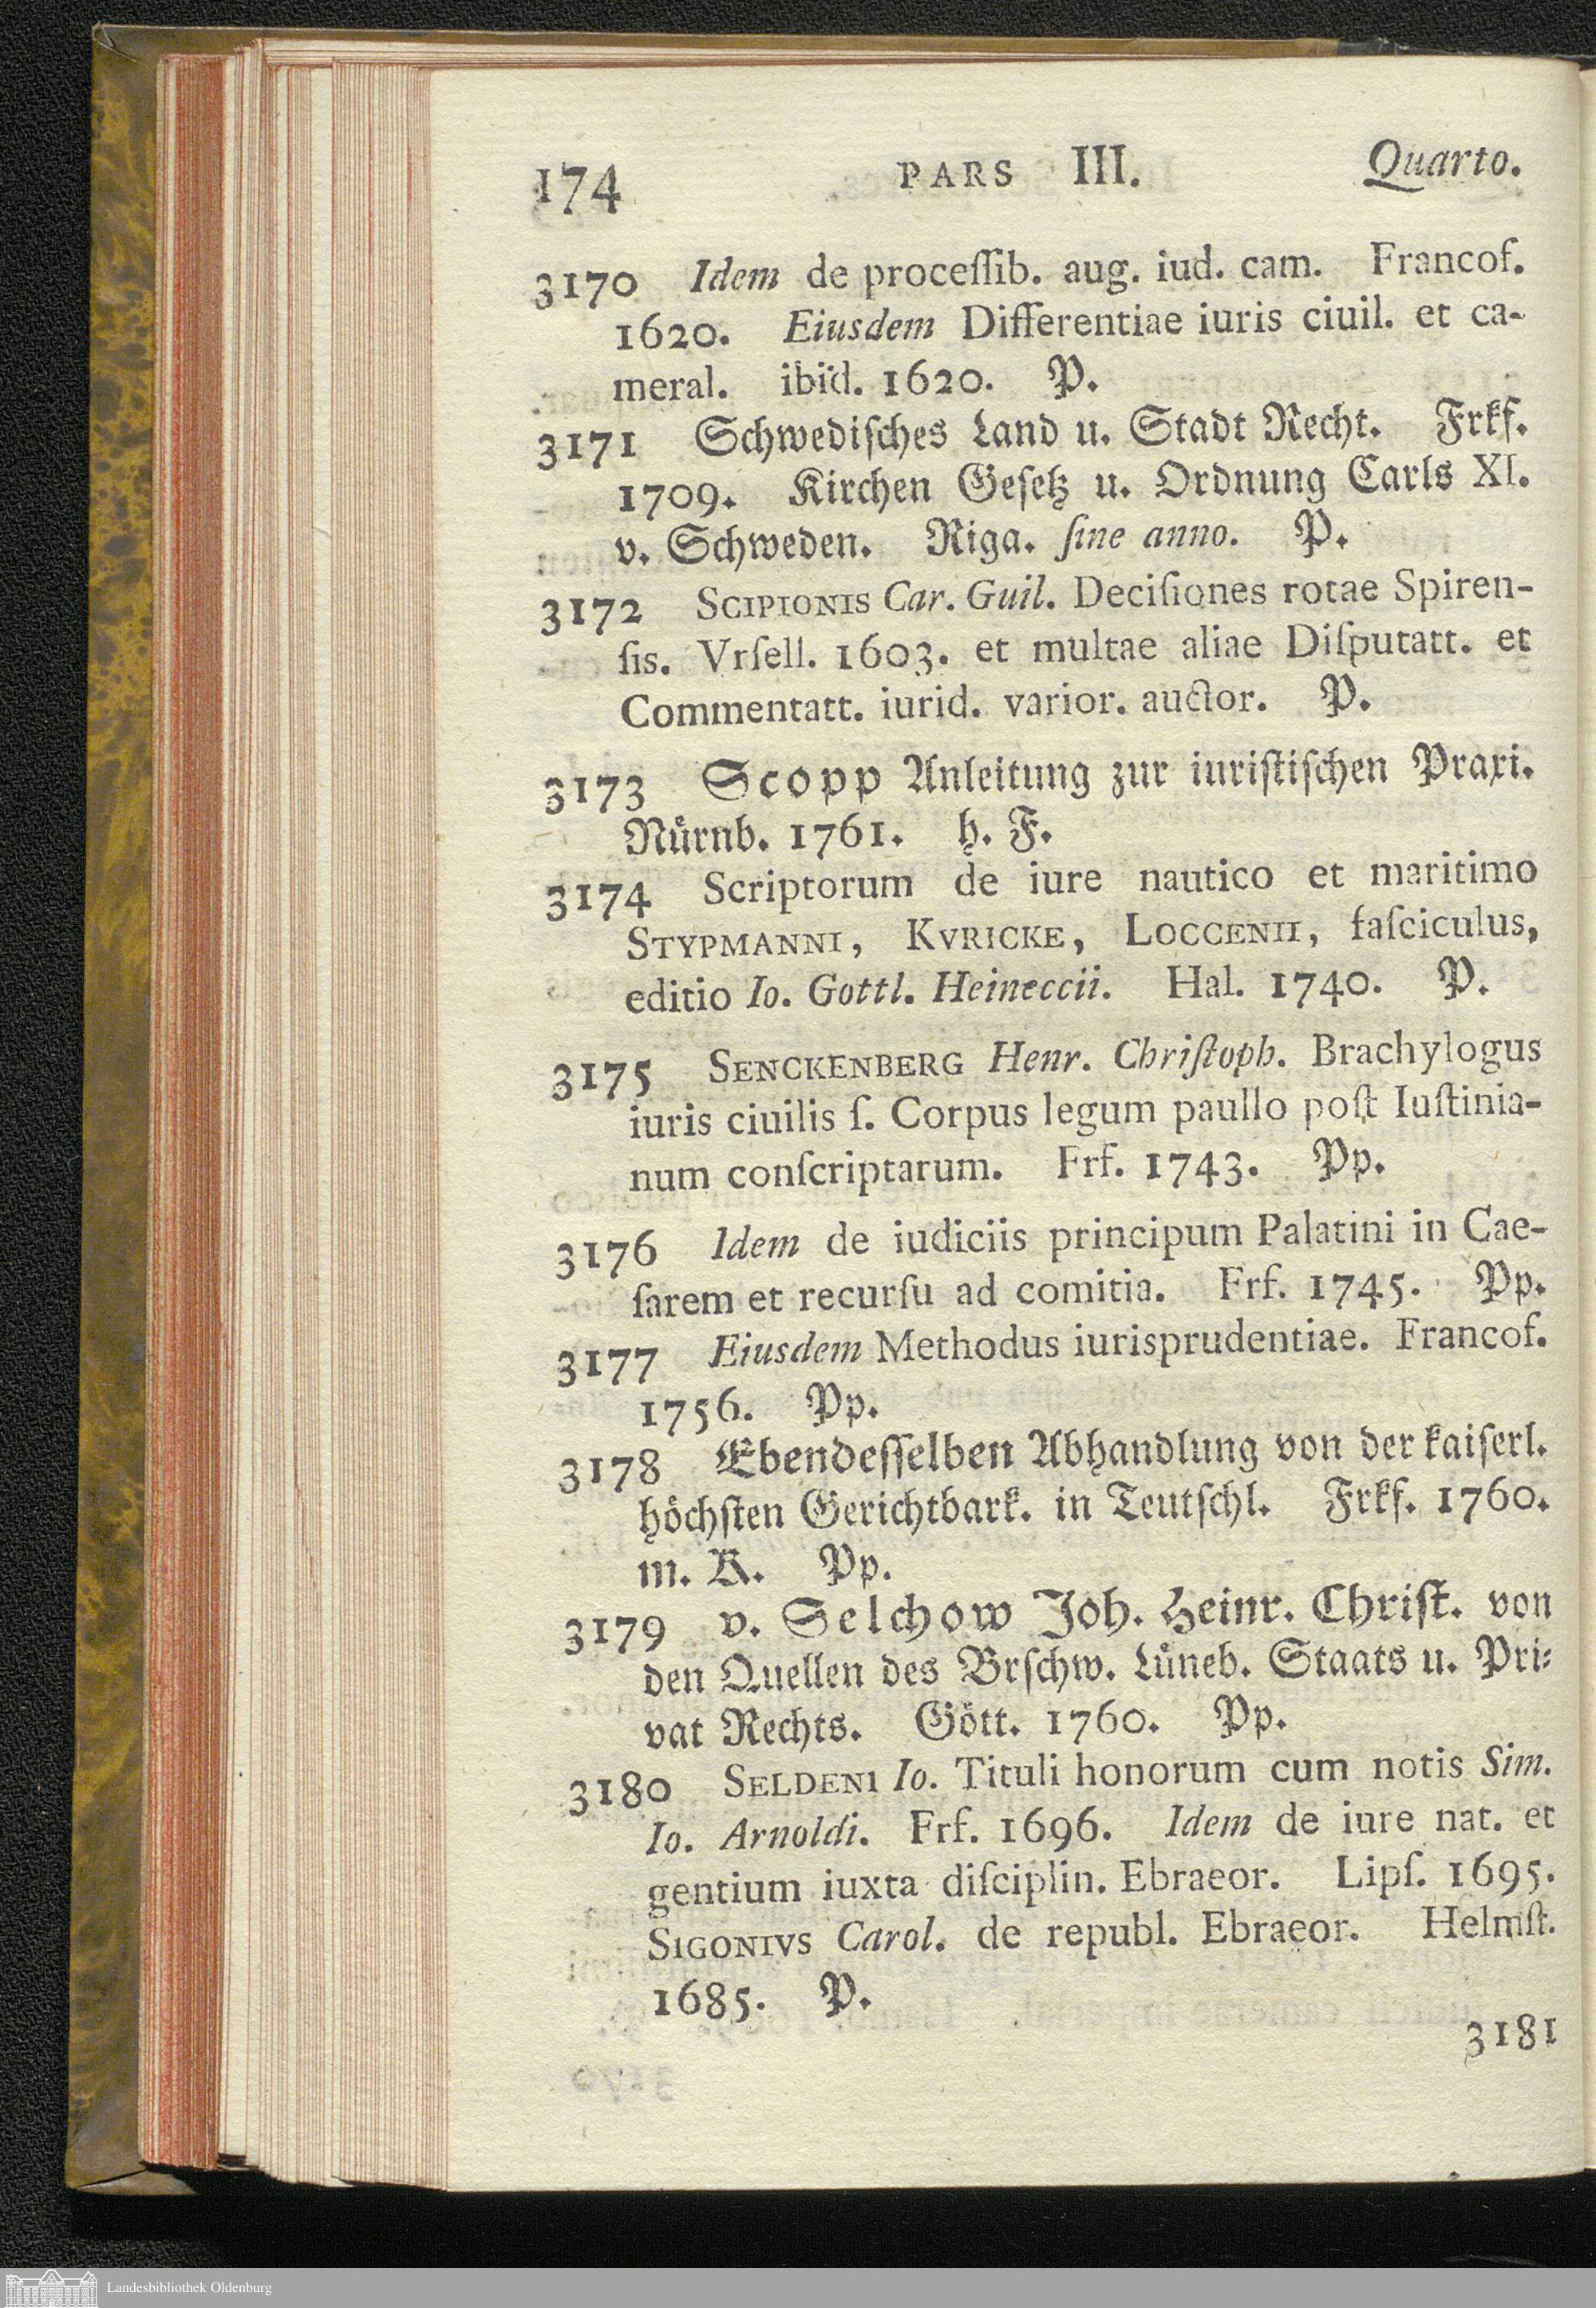 174 PARS III. Quarto.
3170 Idem de proceſſib. aug. iud. cam. Francof.
1620. Eiusdem Differentiae iuris ciuil. et ca-
meral. ibid. 1620. P.
3171 Schwediſches Land u. Stadt Recht. Frkf.
1709. Kirchen Geſetz u. Ordnung Carls XI.
v. Schweden. Riga. ſine anno. P.
3172 SCIPIONIS Car. Guil. Deciſiones rotae Spiren-
ſis. Vrſell. 1603. et multae aliae Diſputatt. et
Commentatt. iurid. varior. auctor. P.
3173 Scopp Anleitung zur iuriſtiſchen Praxi.
Nürnb. 1761. h. F.
3174 Scriptorum de iure nautico et maritimo
STYPMANNI, KVRICKE, LOCCENII, faſciculus,
editio Io. Gottl. Heineccii. Hal. 1740. P.
3175 SENCKENBERG Henr. Chriſtoph. Brachylogus
iuris ciuilis ſ. Corpus legum paullo poſt Iuſtinia-
num conſcriptarum. Frf. 1743. Pp.
3176 Idem de iudiciis principum Palatini in Cae-
ſarem et recurſu ad comitia. Frf. 1745. Pp.
3177 Eiusdem Methodus iurisprudentiae. Francof.
1756. Pp.
3178 Ebendeſſelben Abhandlung von der kaiſerl.
höchſten Gerichtbark. in Teutſchl. Frkf. 1760.
m. K. Pp.
3179 v. Selchow Joh. Heinr. Chriſt. von
den Quellen des Brſchw. Lüneb. Staats u. Pri-
vat Rechts. Gött. 1760. Pp.
3180 SELDENI Io. Tituli honorum cum notis Sim.
Io. Arnoldi. Frf. 1696. Idem de iure nat. et
gentium iuxta diſciplin. Ebraeor. Lipſ. 1695.
SIGONIVS Carol. de republ. Ebraeor. Helmſt.
1685. P.
3181
Landesbibliothek Oldenburg